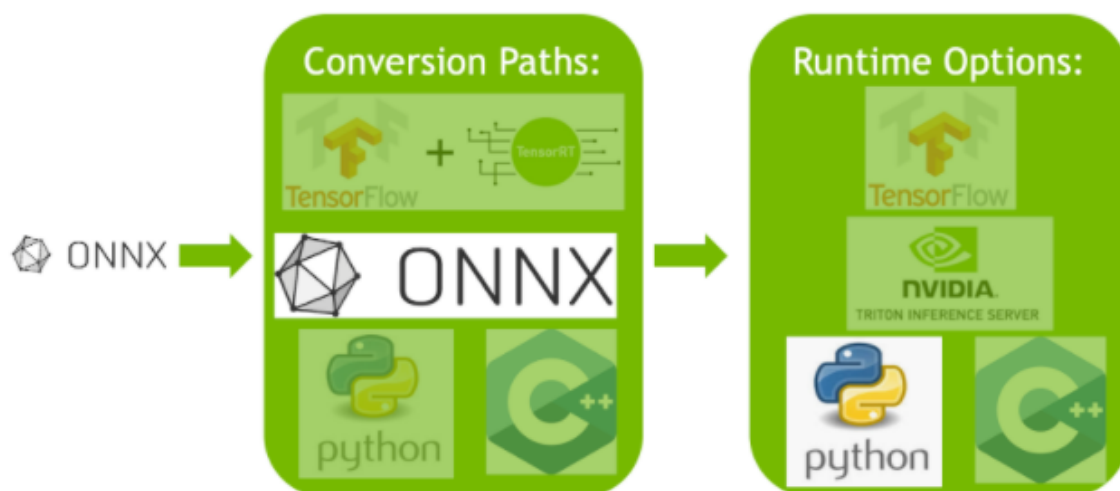 Conversion Paths:
TensorFlow
+
TensorRT
ONNX
ONNX
python
C++
Runtime Options:
TensorFlow
NVIDIA.
TRITON INFERENCE SERVER
python
C++